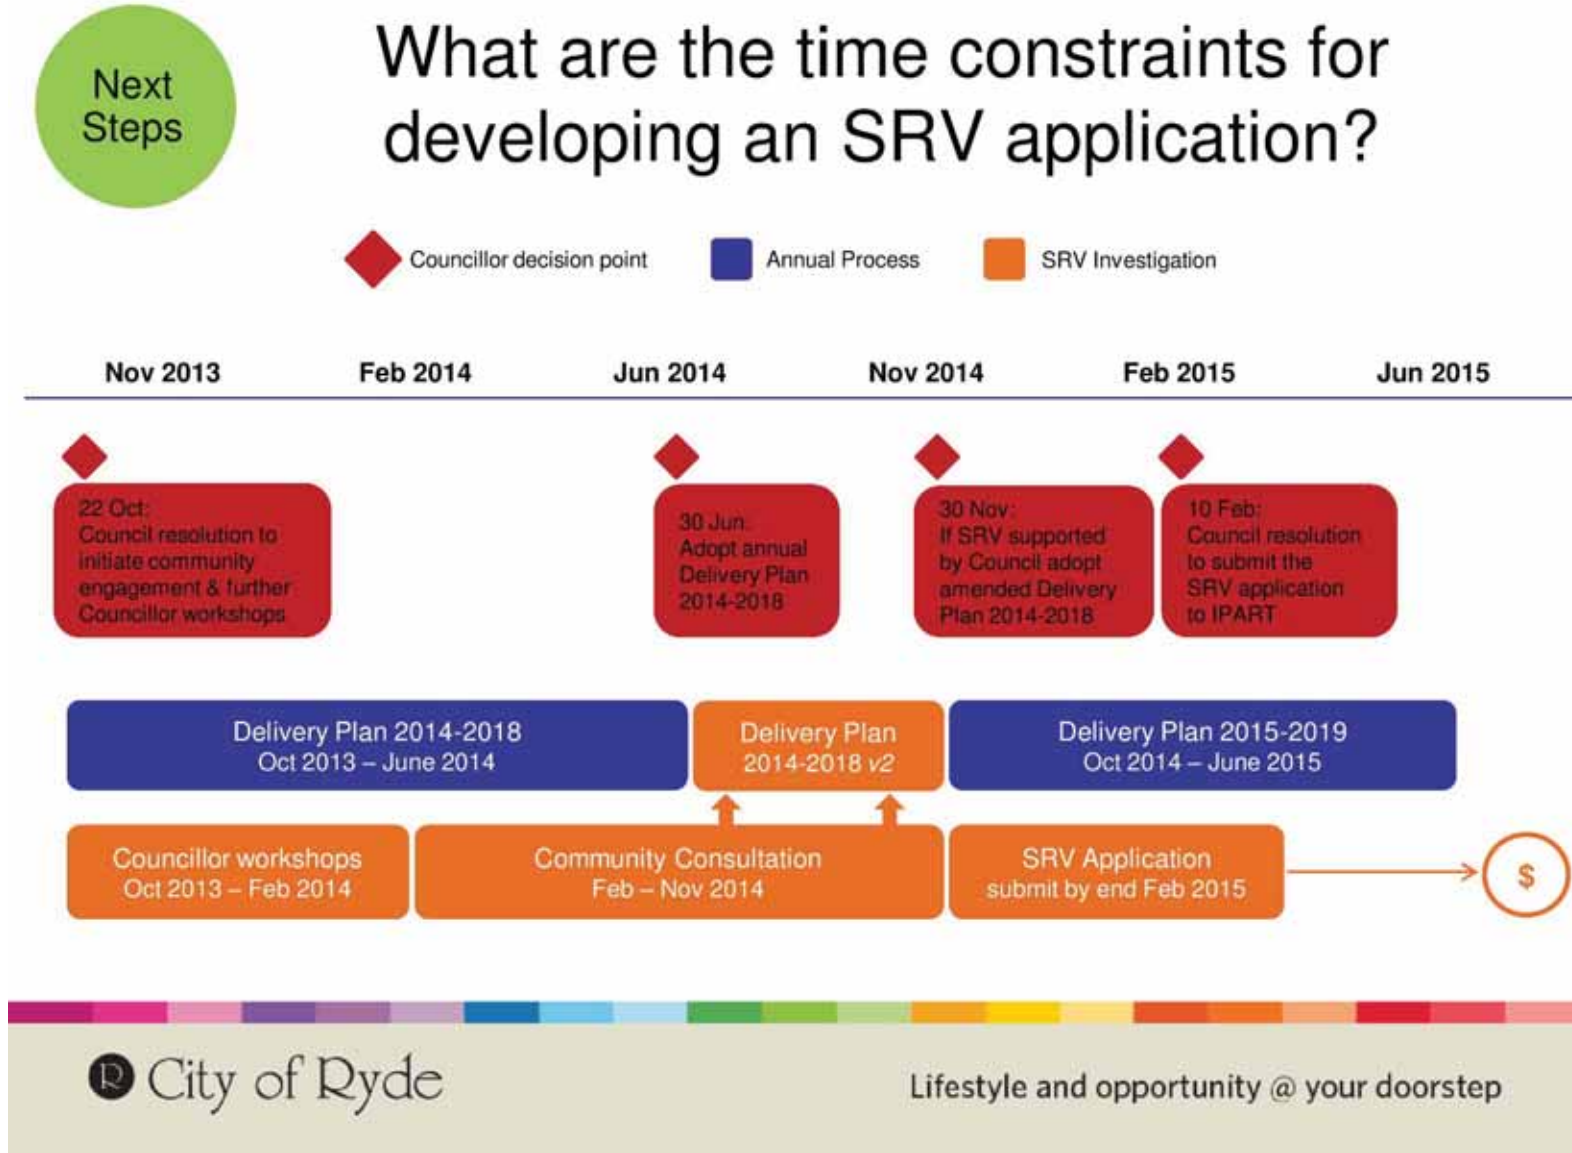 Next
Steps
What are the time constraints for
developing an SRV application?
Councillor decision point
Annual Process
SRV Investigation
Nov 2013
Feb 2014
Jun 2014
Nov 2014
Feb 2015
Jun 2015
22 Oct:
Council resolution to
initiate community
engagement & further
Councillor workshops
30 Jun:
Adopt annual
Delivery Plan
2014-2018
30 Nov:
If SRV supported
by Council adopt
amended Delivery
Plan 2014-2018
10 Feb:
Council resolution
to submit the
SRV application
to IPART
Delivery Plan 2014-2018
Oct 2013 – June 2014
Delivery Plan
2014-2018 v2
Delivery Plan 2015-2019
Oct 2014 – June 2015
Councillor workshops
Oct 2013 – Feb 2014
Community Consultation
Feb – Nov 2014
SRV Application
submit by end Feb 2015
$
R City of Ryde
Lifestyle and opportunity @ your doorstep